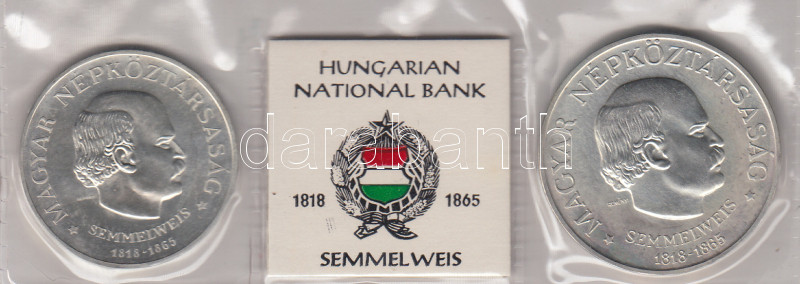 MAGYAR NÉPKÖZTÁRSASÁG
SEMMELWEIS
1818-1865
HUNGARIAN
NATIONAL BANK
1818 1865
SEMMELWEIS
MAGYAR NÉPKÖZTÁRSASÁG
SEMMELWEIS
1818-1865
darabanth